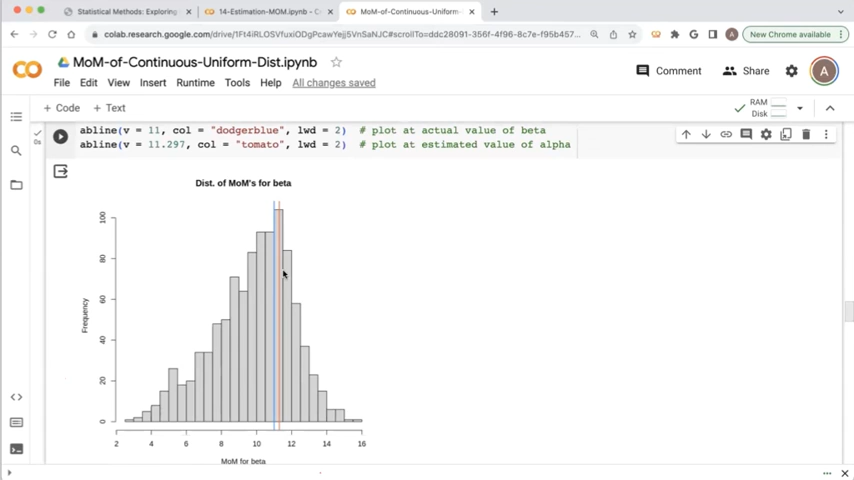 Statistical Methods: Exploring
14-Estimation-MOM.ipynb - C
MoM-of-Continuous-Uniform-
colab.research.google.com/drive/1Ft4iRLOSVfuxiODgPcawYejj5VnSaNJC#scrollTo=ddc28091-356f-4f96-8c7e-f5b957...
New Chrome available
MoM-of-Continuous-Uniform-Dist.ipynb
Comment
Share
A
File Edit View Insert Runtime Tools Help All changes saved
+ Code + Text
RAM
Disk
abline(v = 11, col = "dodgerblue", lwd = 2) # plot at actual value of beta
abline(v = 11.297, col = "tomato", lwd = 2) # plot at estimated value of alpha
0s
Dist. of MoM's for beta
Frequency
100
80
60
40
20
0
2 4 6 8 10 12 14 16
MoM for beta